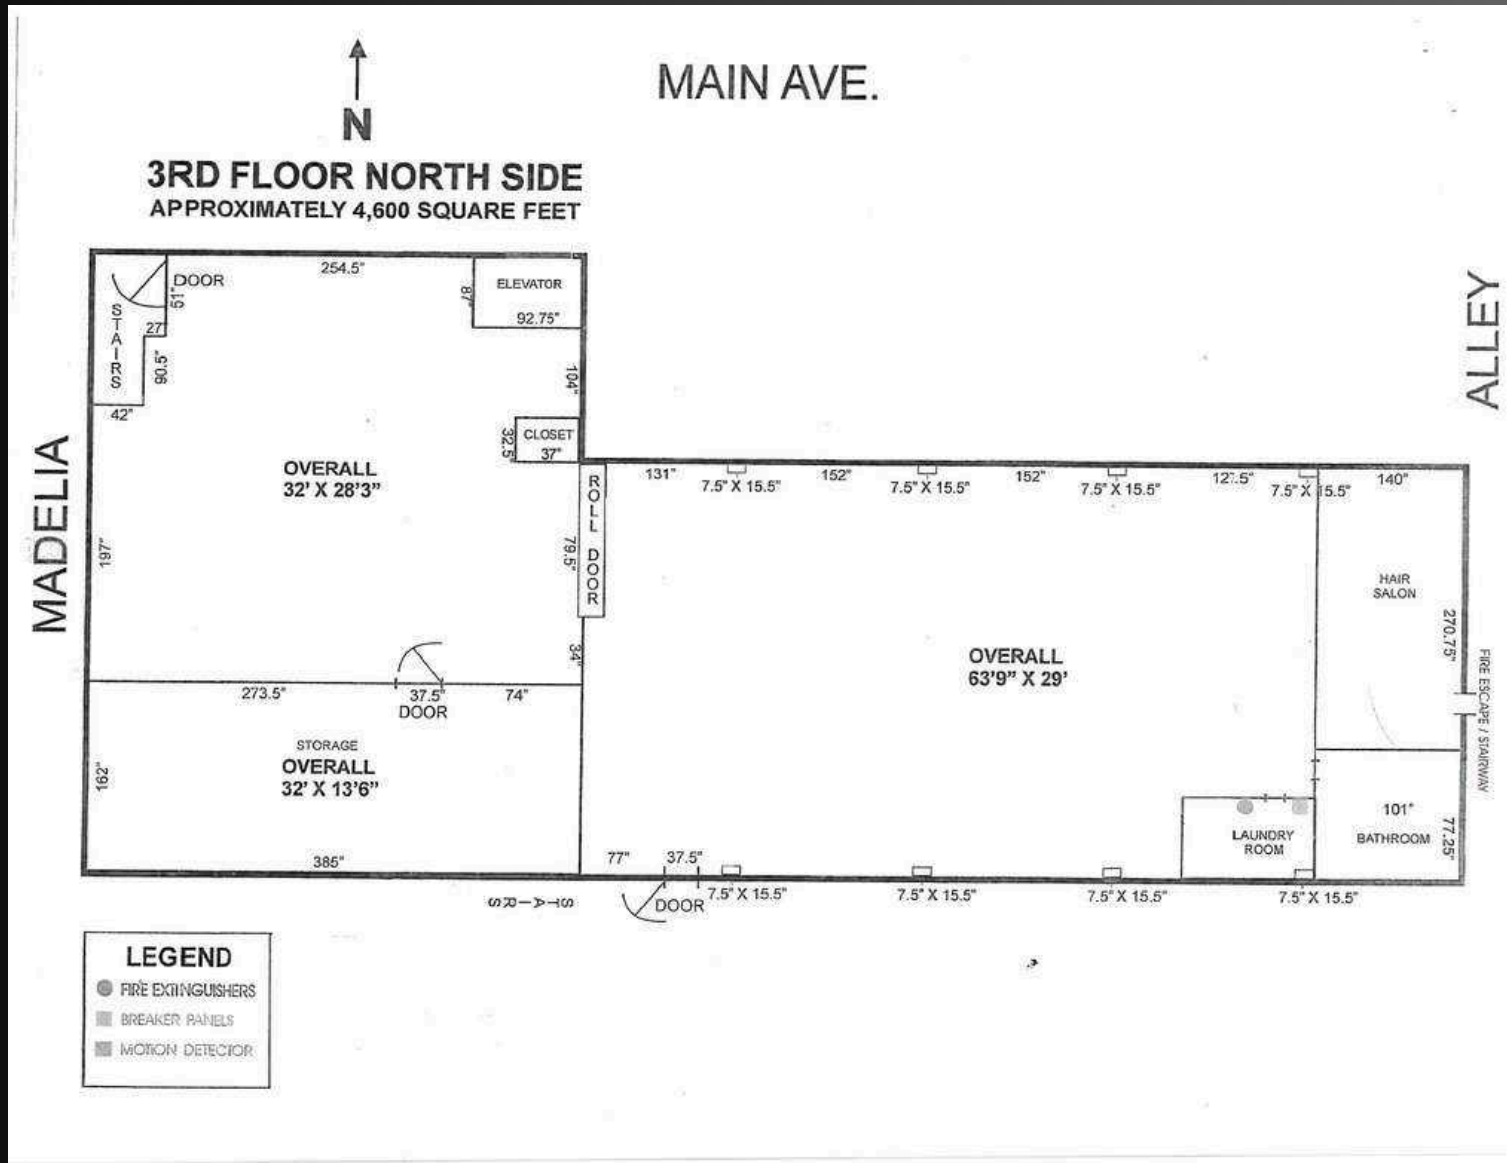 MAIN AVE.
N
3RD FLOOR NORTH SIDE
APPROXIMATELY 4,600 SQUARE FEET
254.5"
DOOR
51"
STAIRS
27"
90.5"
42"
ELEVATOR
87"
92.75"
104"
CLOSET
32.5"
37"
ALLEY
MADELIA
OVERALL
32' X 28'3"
197"
ROLL DOOR
79.5"
34"
131"
7.5" X 15.5"
152"
7.5" X 15.5"
152"
7.5" X 15.5"
127.5"
7.5" X 15.5"
140"
HAIR
SALON
270.75"
FIRE ESCAPE / STAIRWAY
OVERALL
63'9" X 29'
273.5"
37.5"
DOOR
74"
STORAGE
OVERALL
32' X 13'6"
162"
385"
LAUNDRY
ROOM
101"
BATHROOM
77.25"
77"
37.5"
STAIRS
DOOR
7.5" X 15.5"
7.5" X 15.5"
7.5" X 15.5"
7.5" X 15.5"
LEGEND
FIRE EXTINGUISHERS
BREAKER PANELS
MOTION DETECTOR